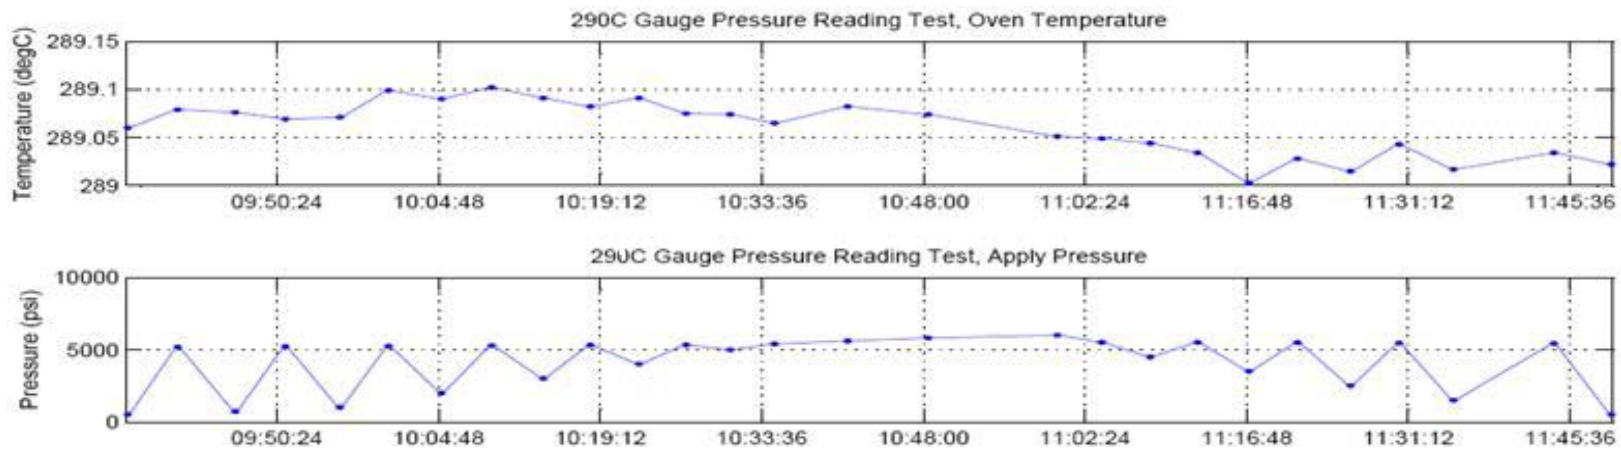 290C Gauge Pressure Reading Test, Oven Temperature
Temperature (degC)
289.15
289.1
289.05
289
09:50:24 10:04:48 10:19:12 10:33:36 10:48:00 11:02:24 11:16:48 11:31:12 11:45:36
290C Gauge Pressure Reading Test, Apply Pressure
Pressure (psi)
10000
5000
0
09:50:24 10:04:48 10:19:12 10:33:36 10:48:00 11:02:24 11:16:48 11:31:12 11:45:36